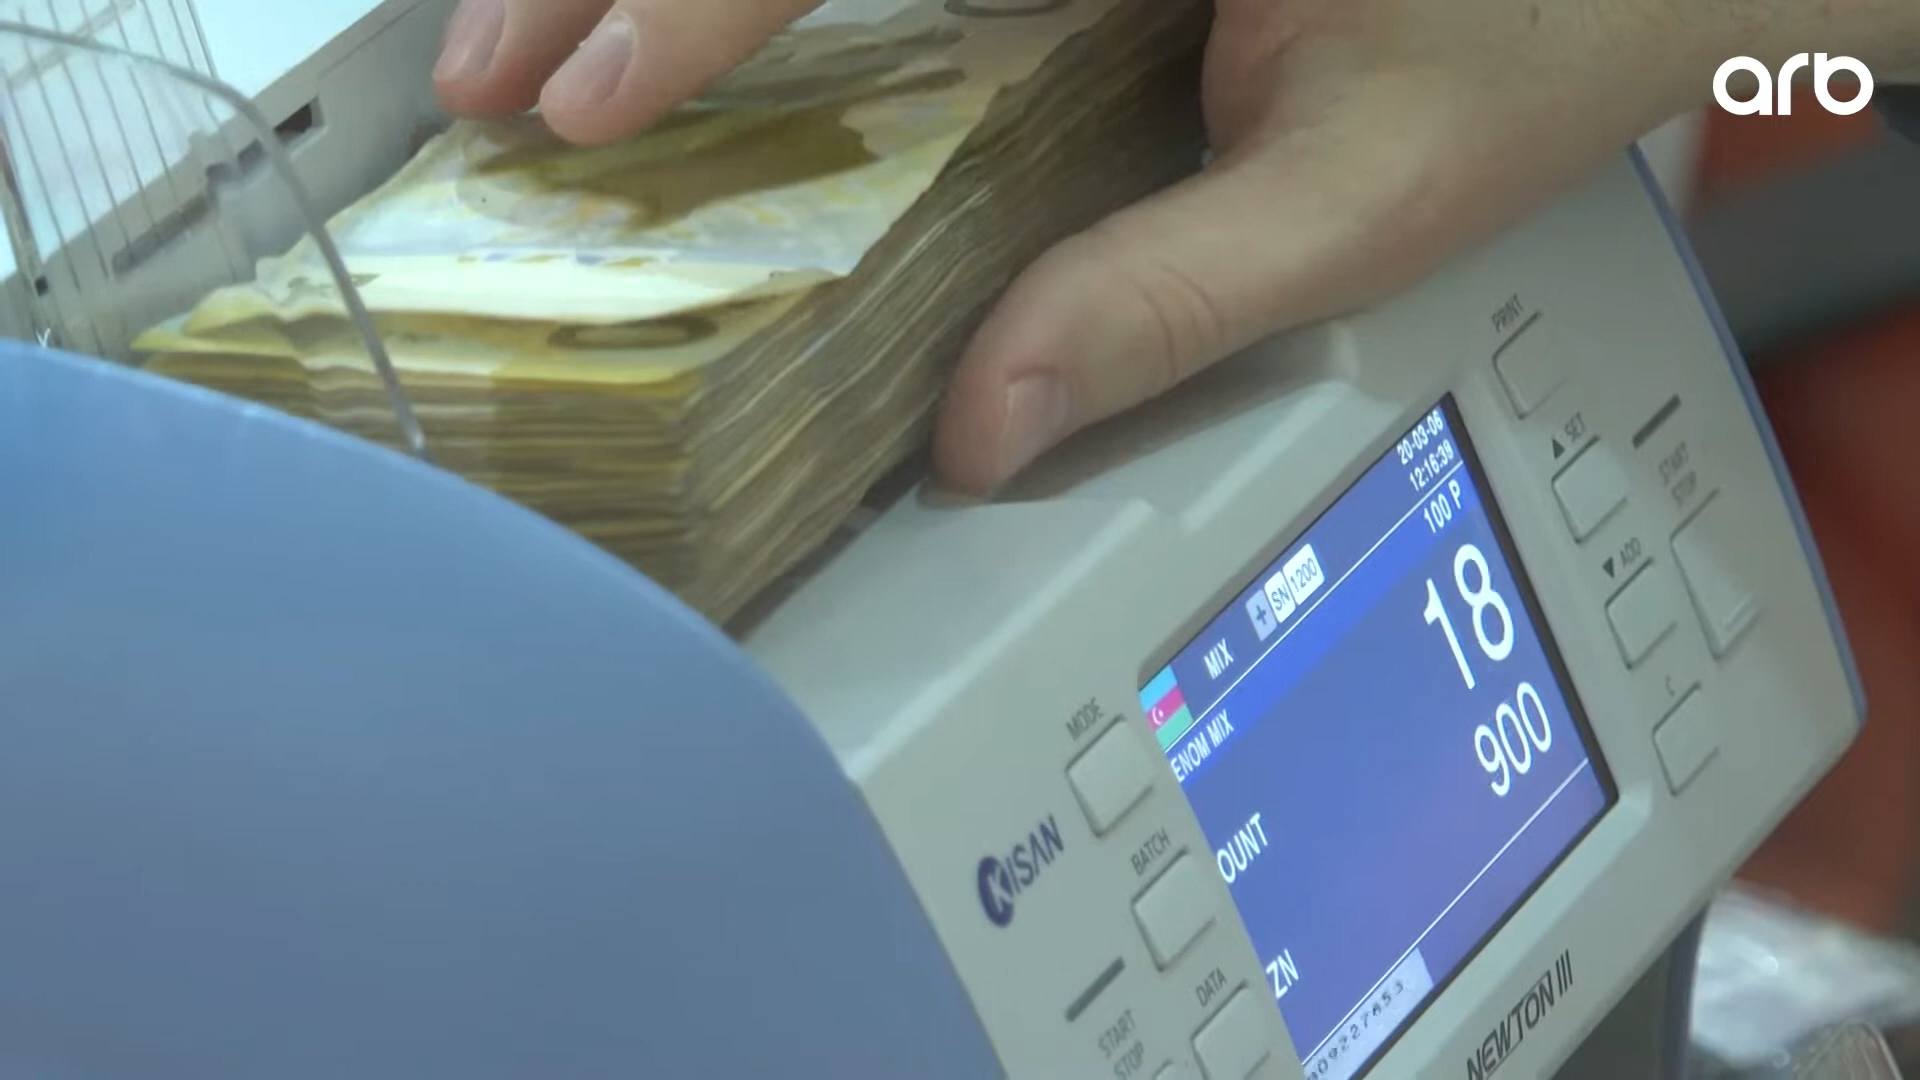 arb
PRINT
▲ SET
START
STOP
▼ ADD
C
20-03-06
12:16:39
100 P
MIX
+ SN 1200
ENOM MIX
18
900
OUNT
ZN
MODE
KISAN
BATCH
DATA
START
STOP
NEWTON III